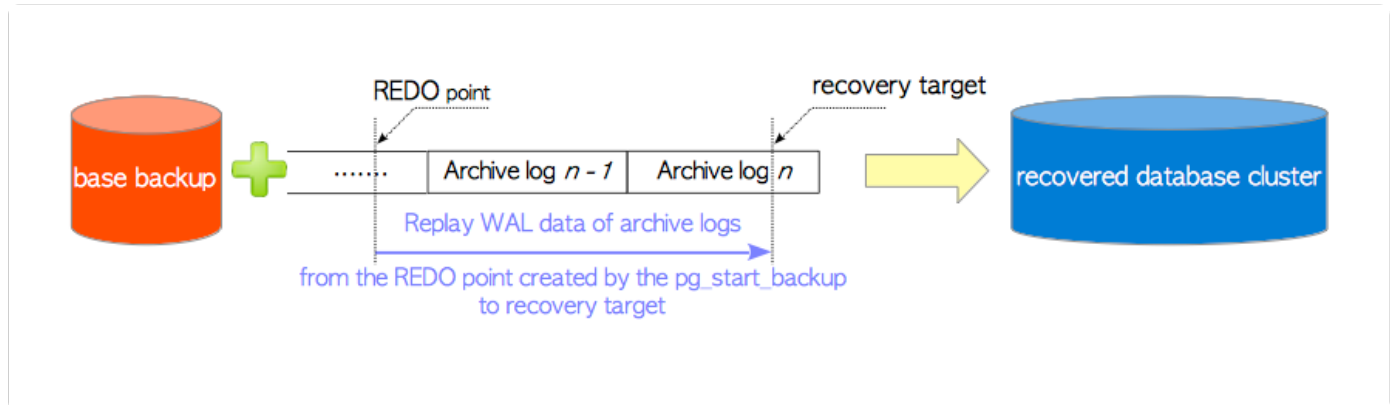 REDO point
recovery target
base backup
.......
Archive log n - 1
Archive log n
recovered database cluster
Replay WAL data of archive logs
from the REDO point created by the pg_start_backup
to recovery target